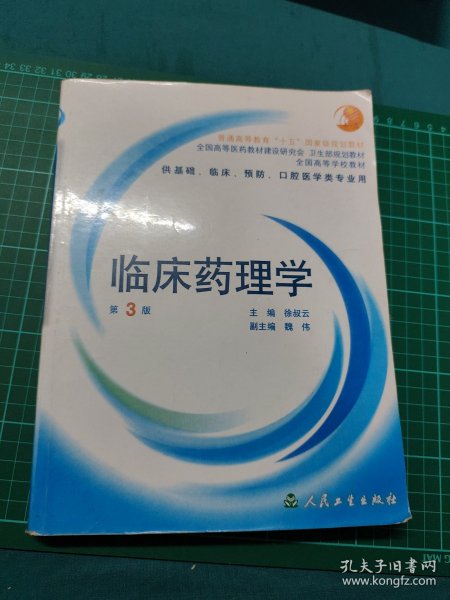 普通高等教育“十五”国家级规划教材
全国高等医药教材建设研究会 卫生部规划教材
全国高等学校教材
供基础、临床、预防、口腔医学类专业用
临床药理学
第3版
主编 徐叔云
副主编 魏伟
人民卫生出版社
孔夫子旧书网
www.kongfz.com